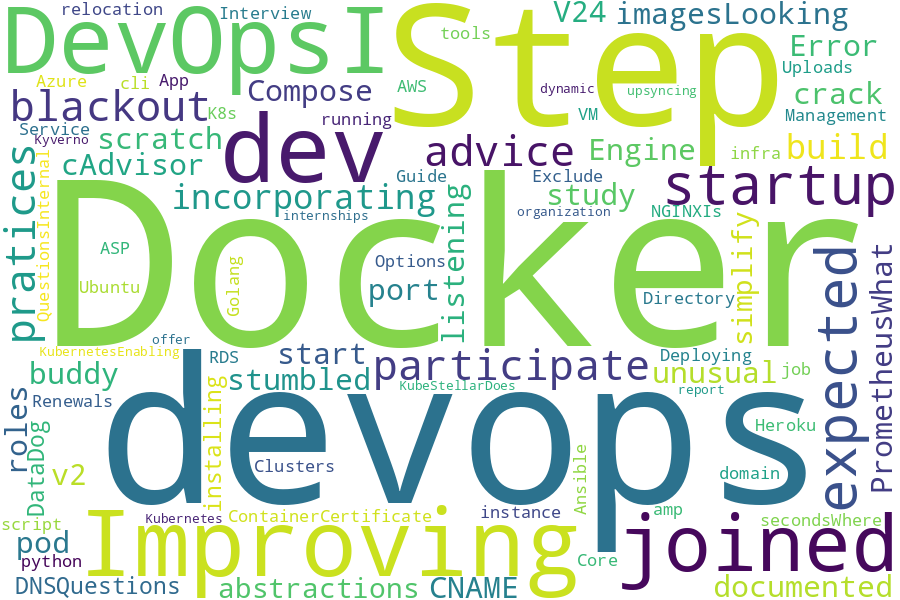 relocation
Interview
V24
imagesLooking
DevOpsI
Step
tools
Error
Uploads
Azure
cli
App
AWS
dynamic
upsyncing
crack
blackout
K8s
Compose
VM
Management
running
Service
Kyverno
scratch
dev
advice
Engine
infra
build
cAdvisor
pratices
QuestionsInternal
incorporating
Guide
Exclude
study
startup
internships
organization
NGINXIs
listening
simplify
ASP
Docker
Options
Ubuntu
Golang
port
Directory
expected
PrometheusWhat
offer
KubernetesEnabling
RDS
start
participate
Deploying
buddy
stumbled
unusual
job
KubeStellarDoes
report
Renewals
roles
installing
devops
Heroku
DataDog
v2
Clusters
domain
Ansible
script
Improving
ContainerCertificate
Kubernetes
instance
amp
secondsWhere
joined
pod
python
Core
DNSQuestions
abstractions
CNAME
documented